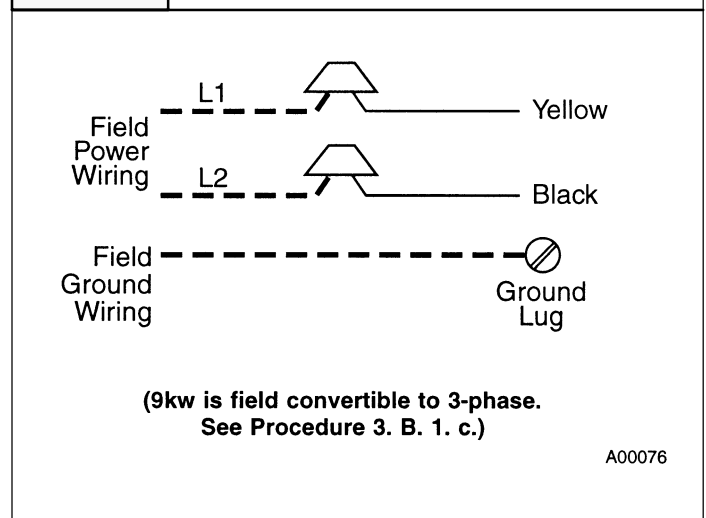 L1
Yellow
Field
Power
Wiring
L2
Black
Field
Ground
Wiring
Ground
Lug
(9kw is field convertible to 3-phase.
See Procedure 3. B. 1. c.)
A00076